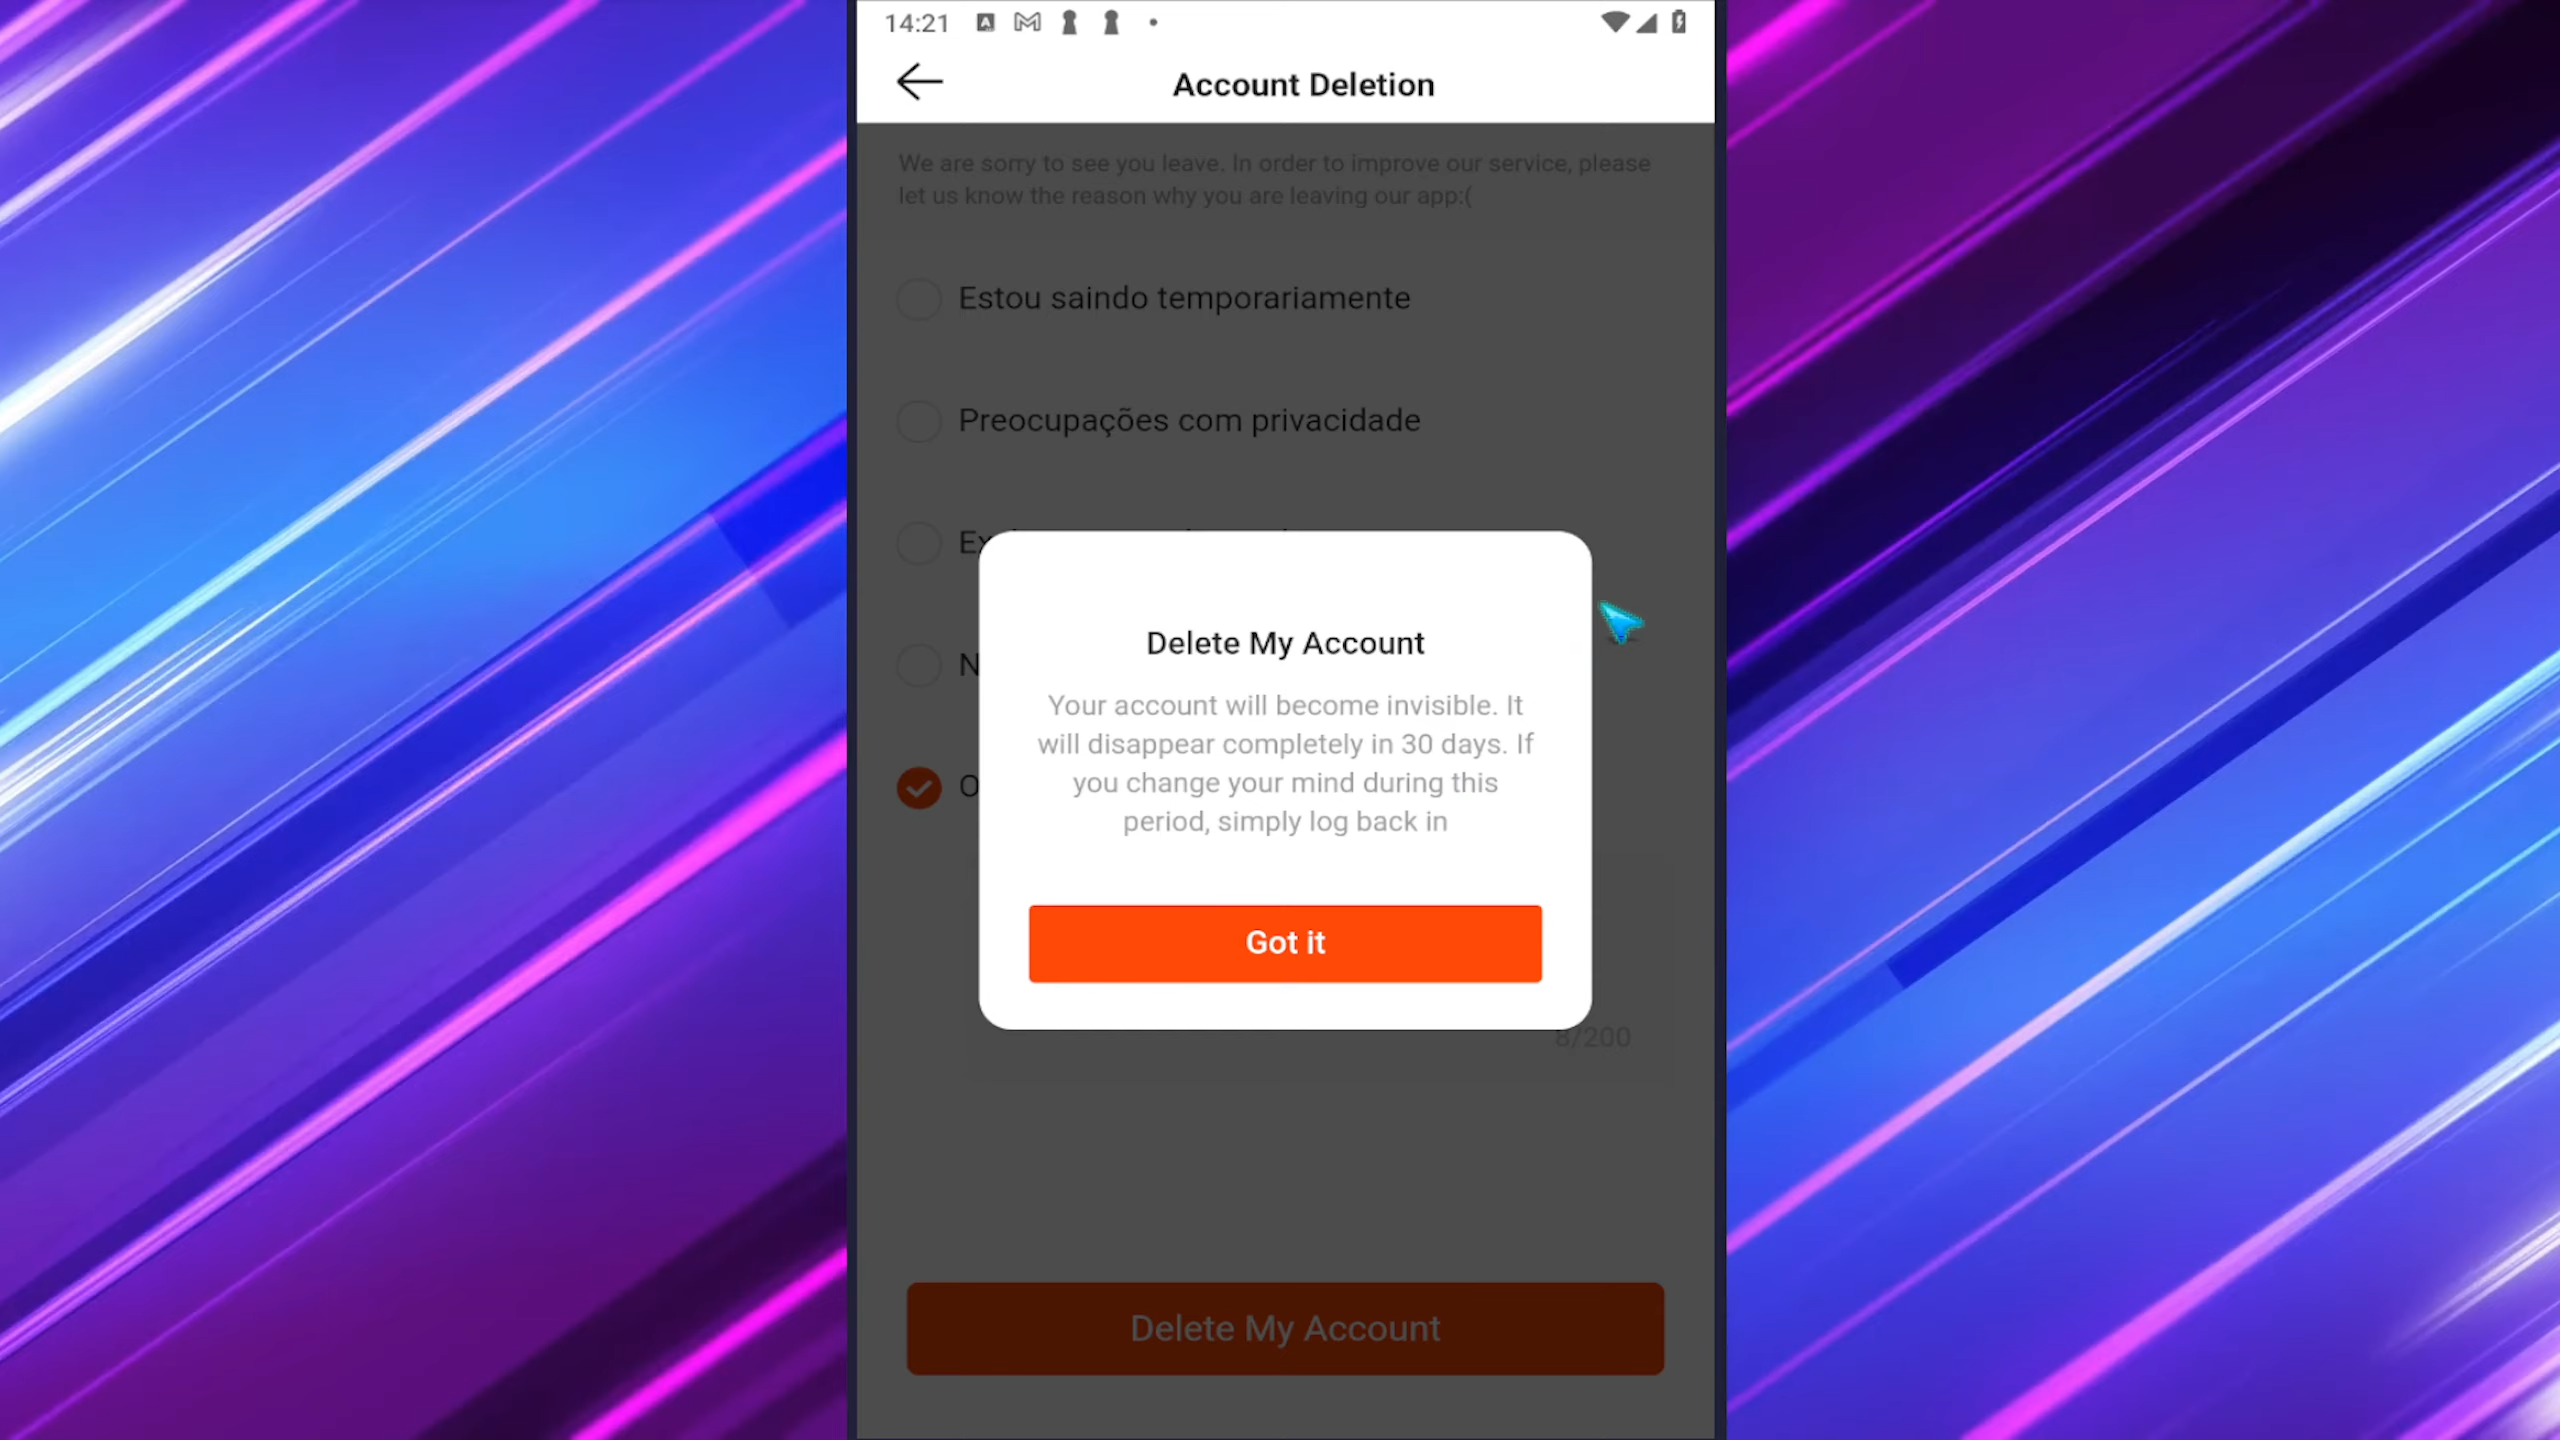 14:21
Account Deletion
We are sorry to see you leave. In order to improve our service, please
let us know the reason why you are leaving our app:(
Estou saindo temporariamente
Preocupações com privacidade
Delete My Account
Your account will become invisible. It
will disappear completely in 30 days. If
you change your mind during this
period, simply log back in
Got it
8/200
Delete My Account